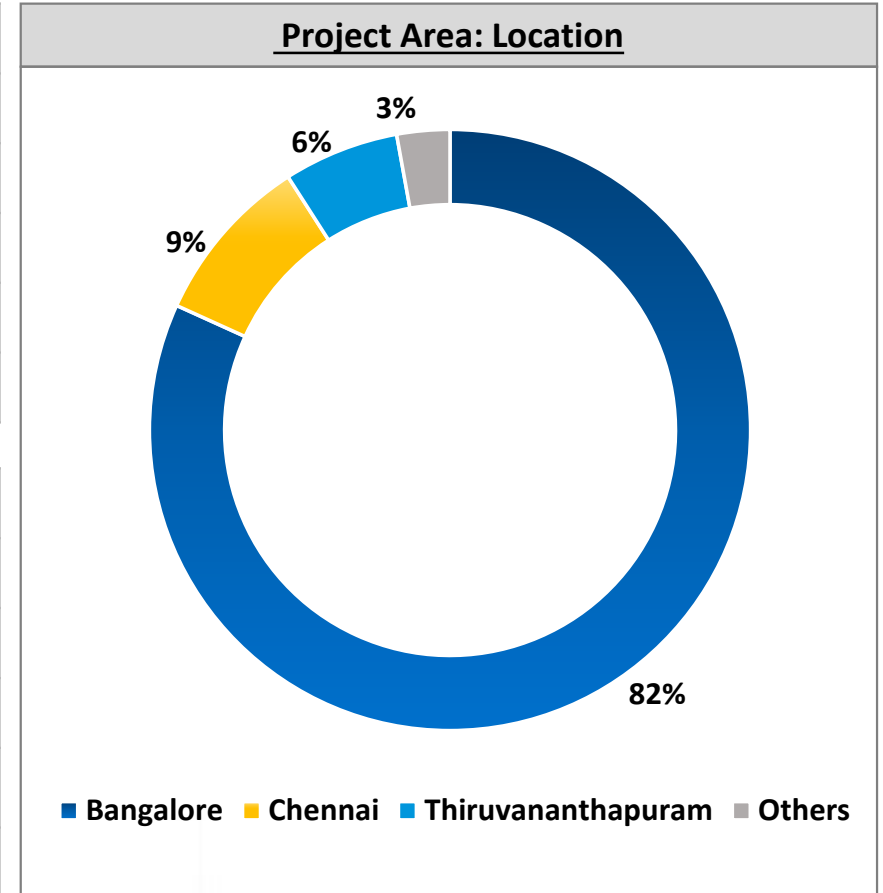 Project Area: Location
3%
6%
9%
82%
Bangalore Chennai Thiruvananthapuram Others